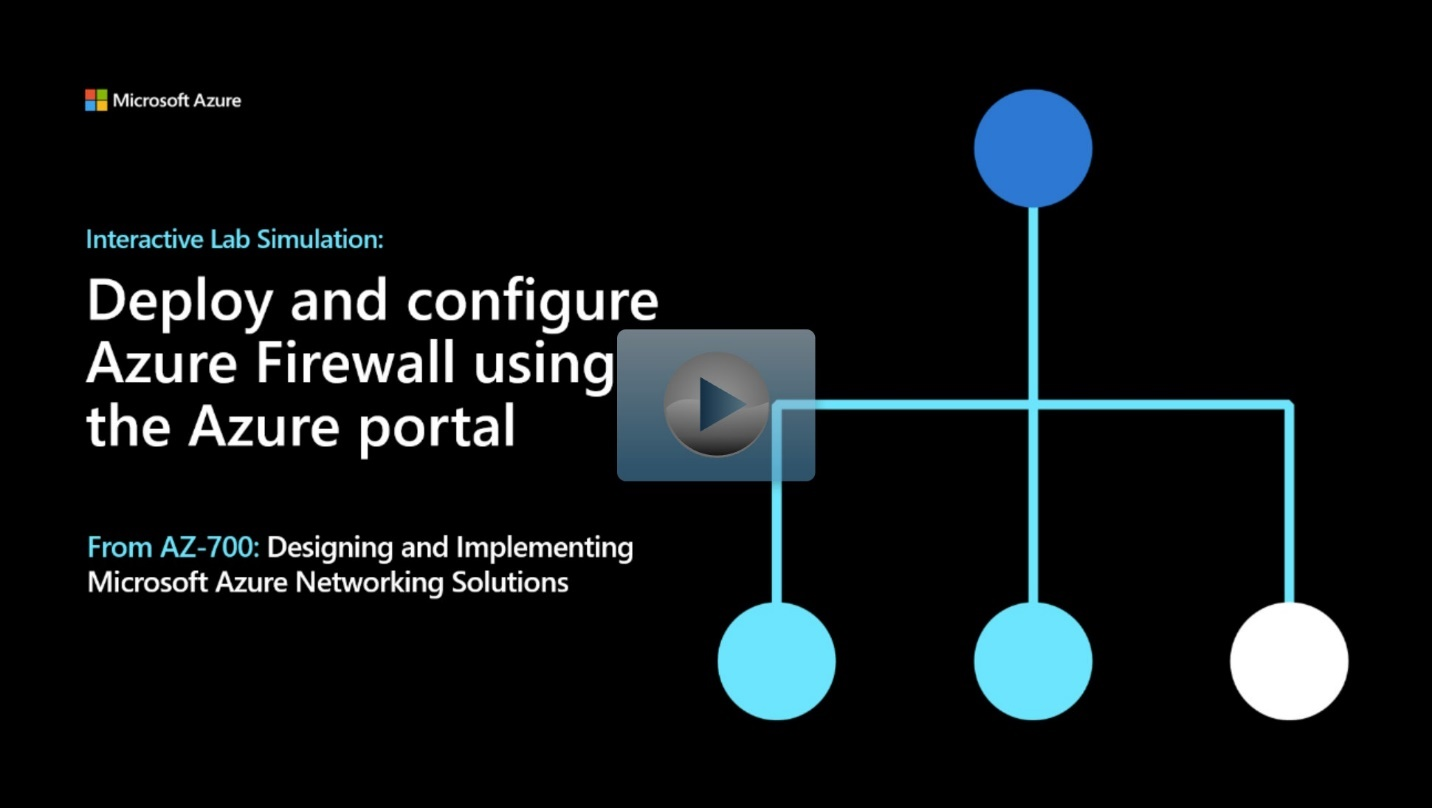 Microsoft Azure
Interactive Lab Simulation:
Deploy and configure
Azure Firewall using
the Azure portal
From AZ-700: Designing and Implementing
Microsoft Azure Networking Solutions